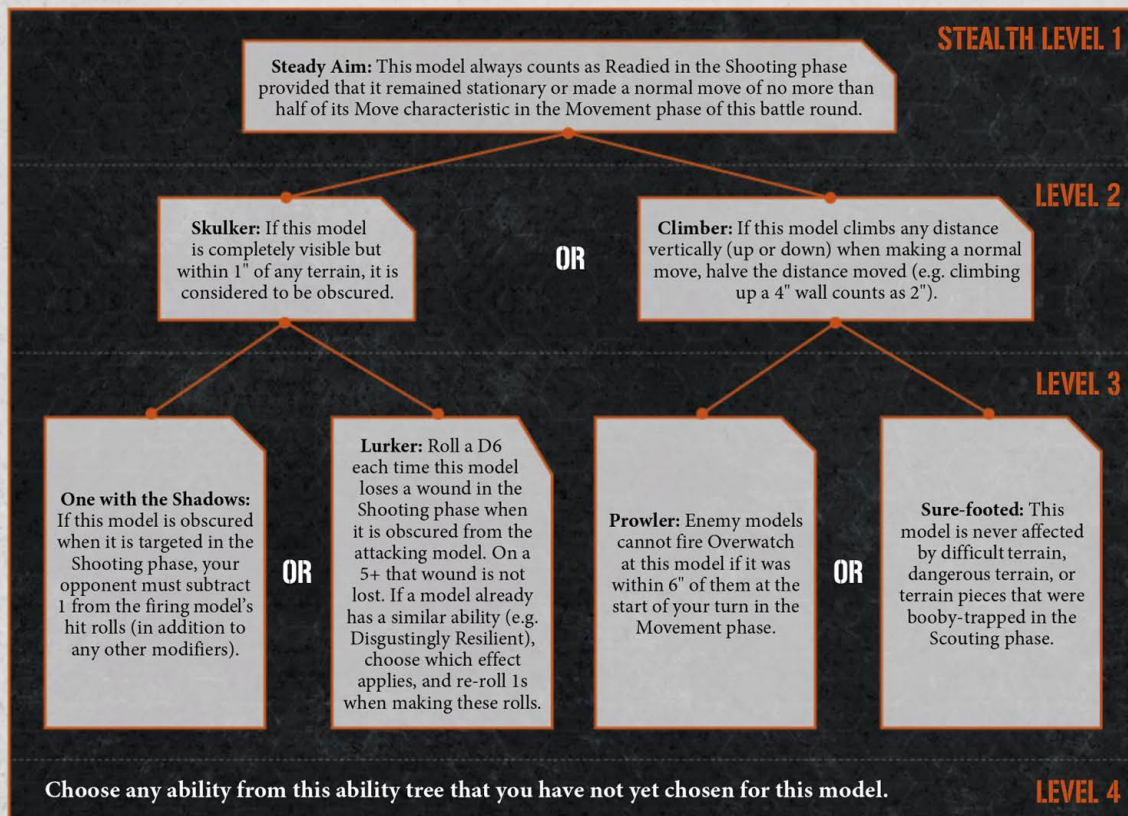 STEALTH LEVEL 1
Steady Aim: This model always counts as Readied in the Shooting phase
provided that it remained stationary or made a normal move of no more than
half of its Move characteristic in the Movement phase of this battle round.
LEVEL 2
Skulker: If this model
is completely visible but
within 1" of any terrain, it is
considered to be obscured.
OR
Climber: If this model climbs any distance
vertically (up or down) when making a normal
move, halve the distance moved (e.g. climbing
up a 4" wall counts as 2").
LEVEL 3
One with the Shadows:
If this model is obscured
when it is targeted in the
Shooting phase, your
opponent must subtract
1 from the firing model's
hit rolls (in addition to
any other modifiers).
OR
Lurker: Roll a D6
each time this model
loses a wound in the
Shooting phase when
it is obscured from the
attacking model. On a
5+ that wound is not
lost. If a model already
has a similar ability (e.g.
Disgustingly Resilient),
choose which effect
applies, and re-roll 1s
when making these rolls.
Prowler: Enemy models
cannot fire Overwatch
at this model if it was
within 6" of them at the
start of your turn in the
Movement phase.
OR
Sure-footed: This
model is never affected
by difficult terrain,
dangerous terrain, or
terrain pieces that were
booby-trapped in the
Scouting phase.
Choose any ability from this ability tree that you have not yet chosen for this model.
LEVEL 4